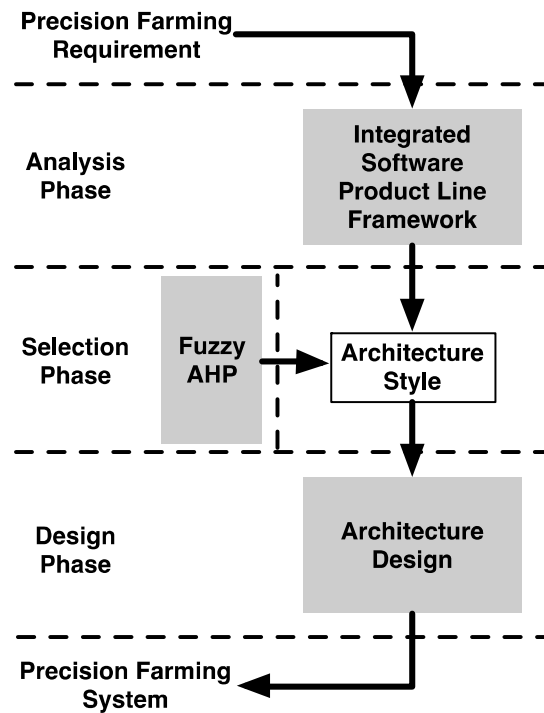 Precision Farming
Requirement
Analysis
Phase
Integrated
Software
Product Line
Framework
Selection
Phase
Fuzzy
AHP
Architecture
Style
Design
Phase
Architecture
Design
Precision Farming
System